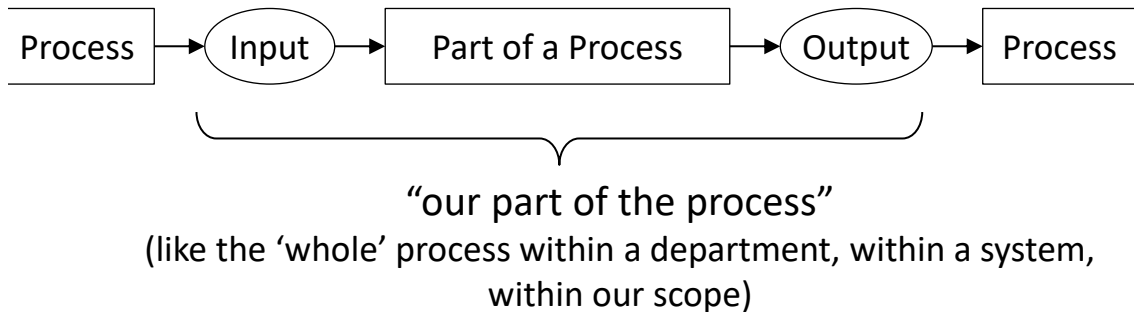 Process Input Part of a Process Output Process
“our part of the process”
(like the ‘whole’ process within a department, within a system,
within our scope)